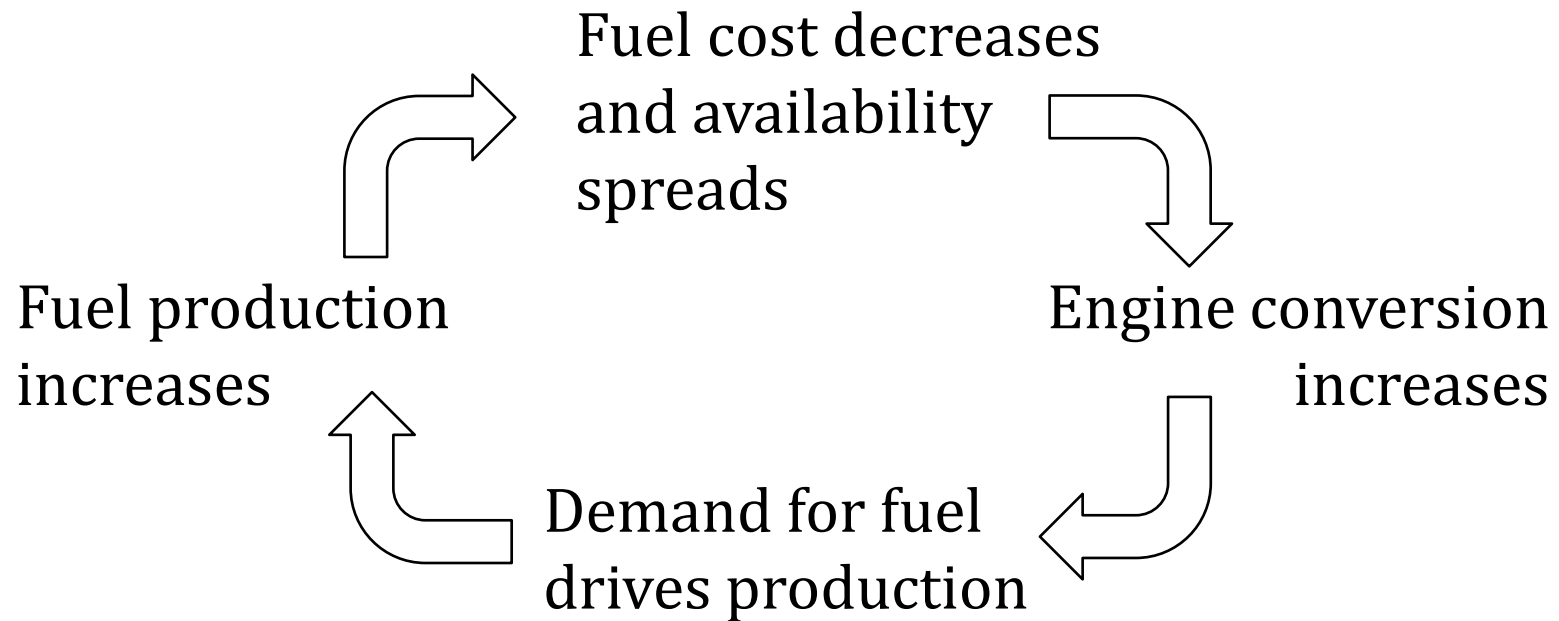 Fuel cost decreases
and availability
spreads
Engine conversion
increases
Demand for fuel
drives production
Fuel production
increases